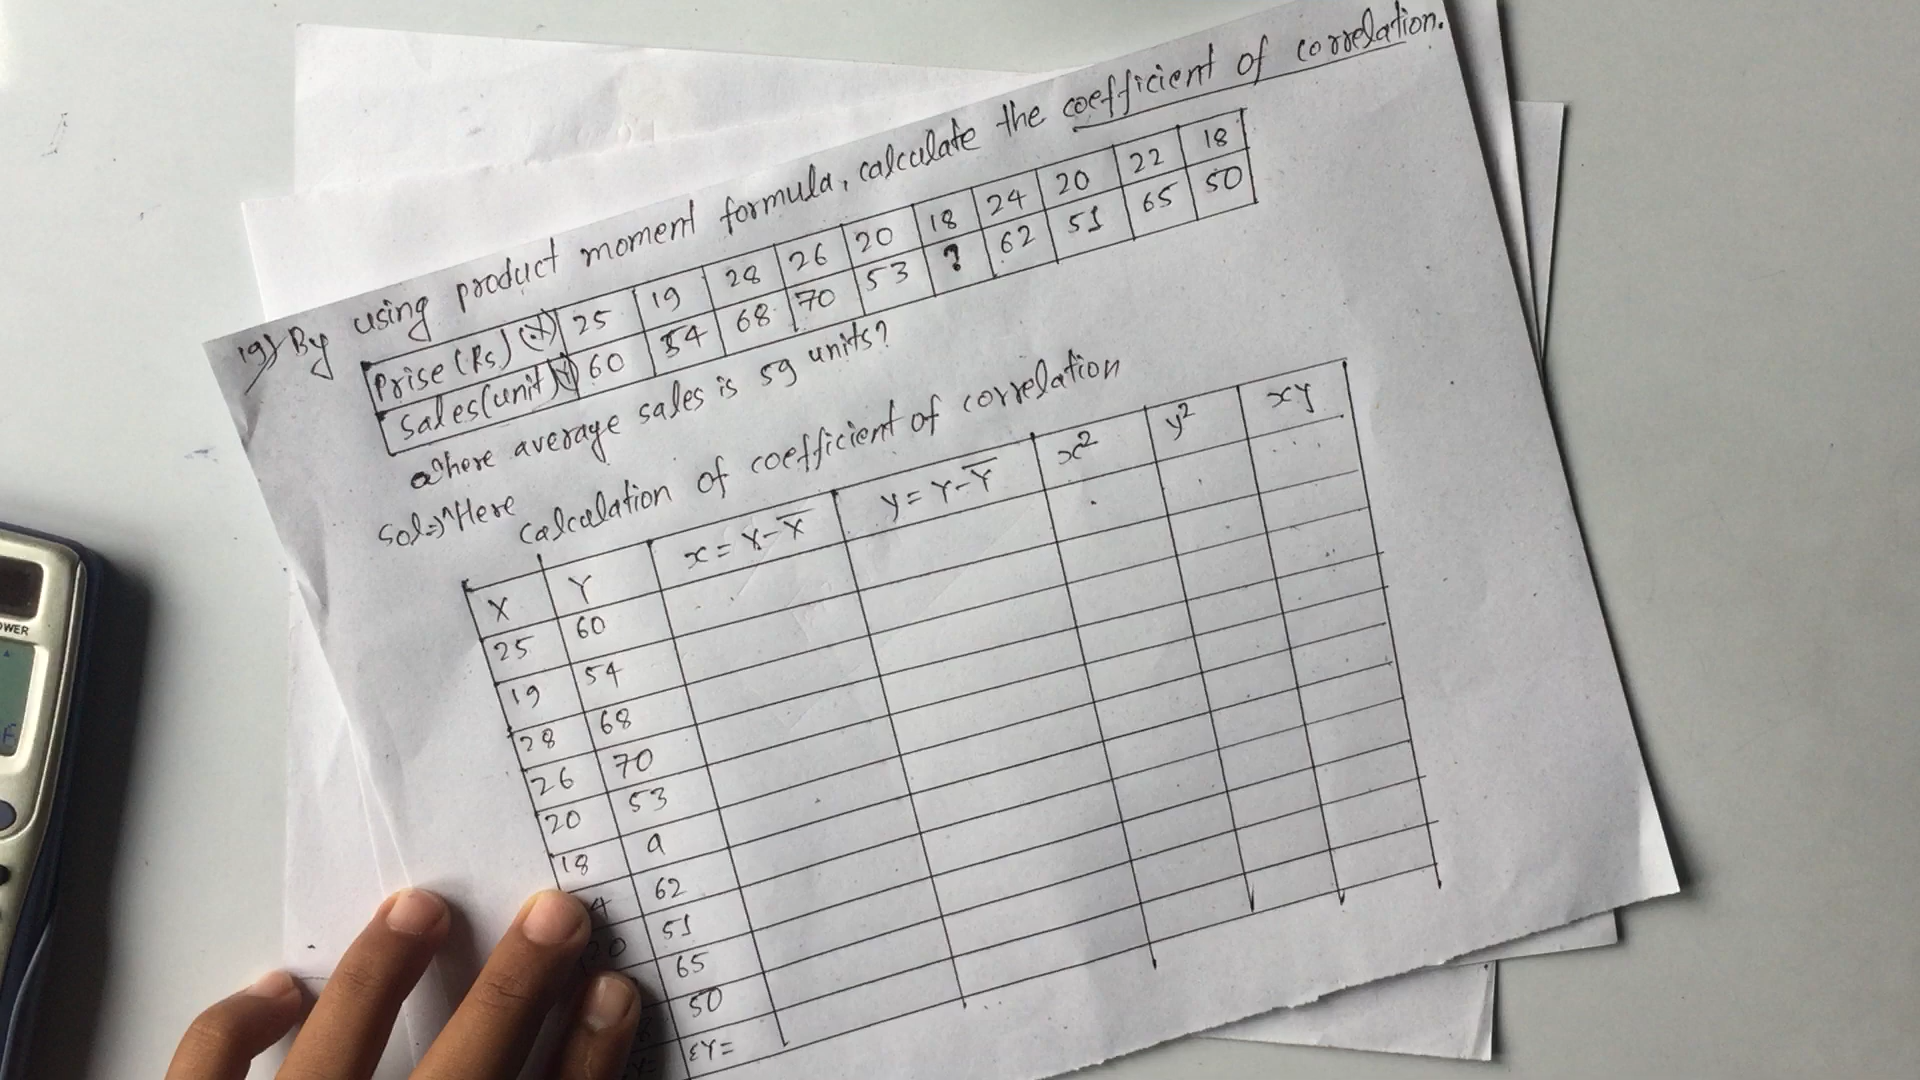 19) By using product moment formula, calculate the coefficient of correlation.
Prise (Rs) (X) 25 19 28 26 20 18 24 20 22 18
Sales (unit) (Y) 60 54 68 70 53 ? 62 51 65 50
where average sales is 59 units?
Sol=> Here
Calculation of coefficient of correlation
X Y x = X-X̅ y = Y-Y̅ x² y² xy
25 60
19 54
28 68
26 70
20 53
18 a
4 62
20 51
65
50
ΣY=
OWER